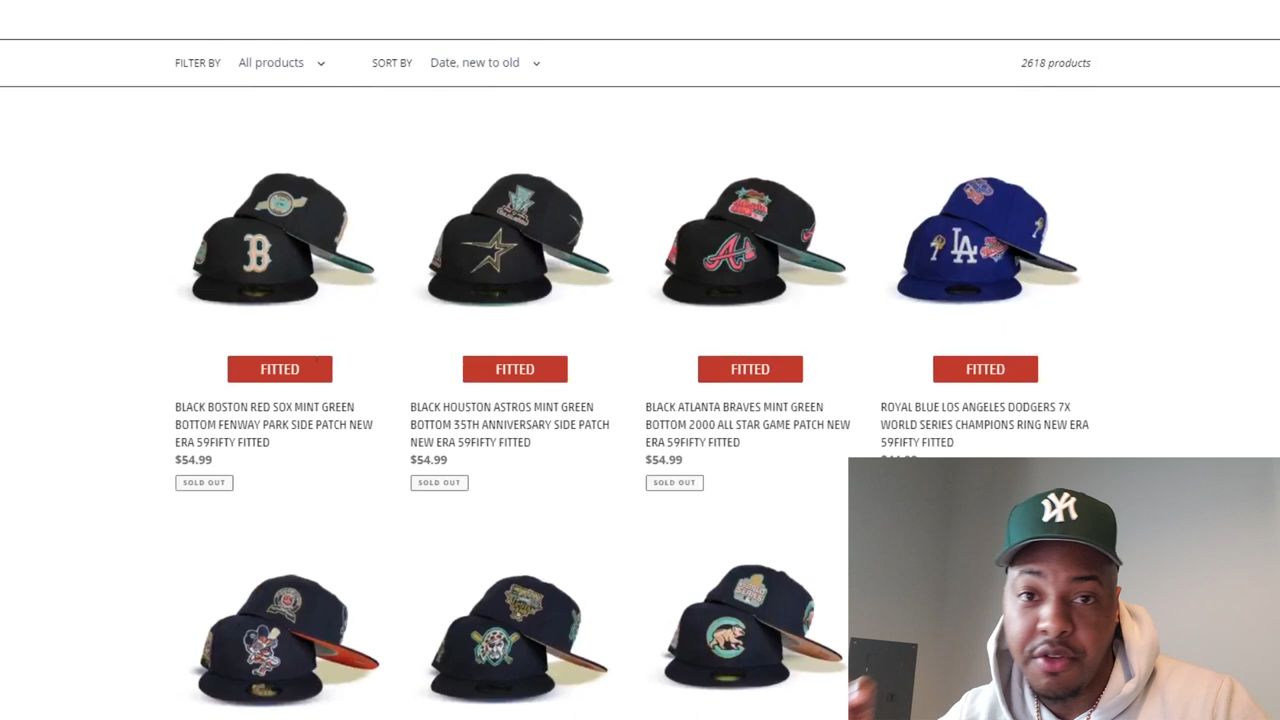 FILTER BY All products SORT BY Date, new to old 2618 products
B
LA
FITTED FITTED FITTED FITTED
BLACK BOSTON RED SOX MINT GREEN
BOTTOM FENWAY PARK SIDE PATCH NEW
ERA 59FIFTY FITTED
$54.99
SOLD OUT
BLACK HOUSTON ASTROS MINT GREEN
BOTTOM 35TH ANNIVERSARY SIDE PATCH
NEW ERA 59FIFTY FITTED
$54.99
SOLD OUT
BLACK ATLANTA BRAVES MINT GREEN
BOTTOM 2000 ALL STAR GAME PATCH NEW
ERA 59FIFTY FITTED
$54.99
SOLD OUT
ROYAL BLUE LOS ANGELES DODGERS 7X
WORLD SERIES CHAMPIONS RING NEW ERA
59FIFTY FITTED
NY